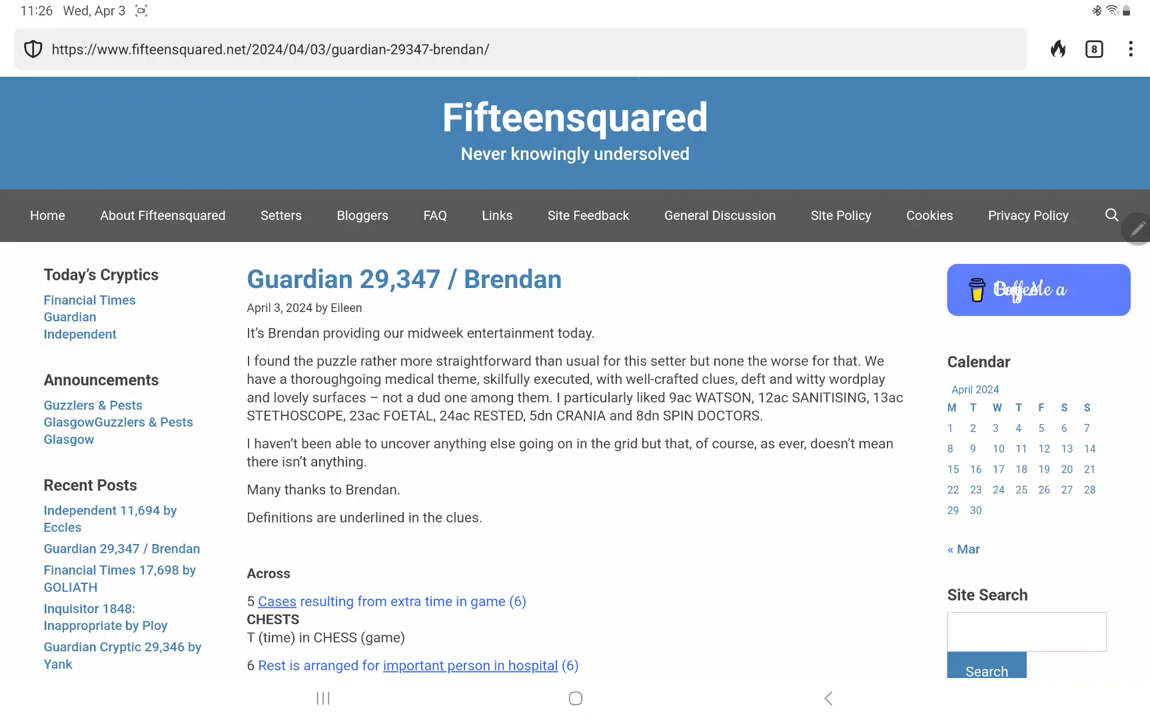 11:26 Wed, Apr 3
https://www.fifteensquared.net/2024/04/03/guardian-29347-brendan/
8
Fifteensquared
Never knowingly undersolved
Home About Fifteensquared Setters Bloggers FAQ Links Site Feedback General Discussion Site Policy Cookies Privacy Policy
Today's Cryptics
Financial Times
Guardian
Independent
Announcements
Guzzlers & Pests
GlasgowGuzzlers & Pests
Glasgow
Recent Posts
Independent 11,694 by
Eccles
Guardian 29,347 / Brendan
Financial Times 17,698 by
GOLIATH
Inquisitor 1848:
Inappropriate by Ploy
Guardian Cryptic 29,346 by
Yank
Guardian 29,347 / Brendan
April 3, 2024 by Eileen
It's Brendan providing our midweek entertainment today.
I found the puzzle rather more straightforward than usual for this setter but none the worse for that. We
have a thoroughgoing medical theme, skilfully executed, with well-crafted clues, deft and witty wordplay
and lovely surfaces – not a dud one among them. I particularly liked 9ac WATSON, 12ac SANITISING, 13ac
STETHOSCOPE, 23ac FOETAL, 24ac RESTED, 5dn CRANIA and 8dn SPIN DOCTORS.
I haven't been able to uncover anything else going on in the grid but that, of course, as ever, doesn't mean
there isn't anything.
Many thanks to Brendan.
Definitions are underlined in the clues.
Across
5 Cases resulting from extra time in game (6)
CHESTS
T (time) in CHESS (game)
6 Rest is arranged for important person in hospital (6)
Calendar
April 2024
M T W T F S S
1 2 3 4 5 6 7
8 9 10 11 12 13 14
15 16 17 18 19 20 21
22 23 24 25 26 27 28
29 30
« Mar
Site Search
Search